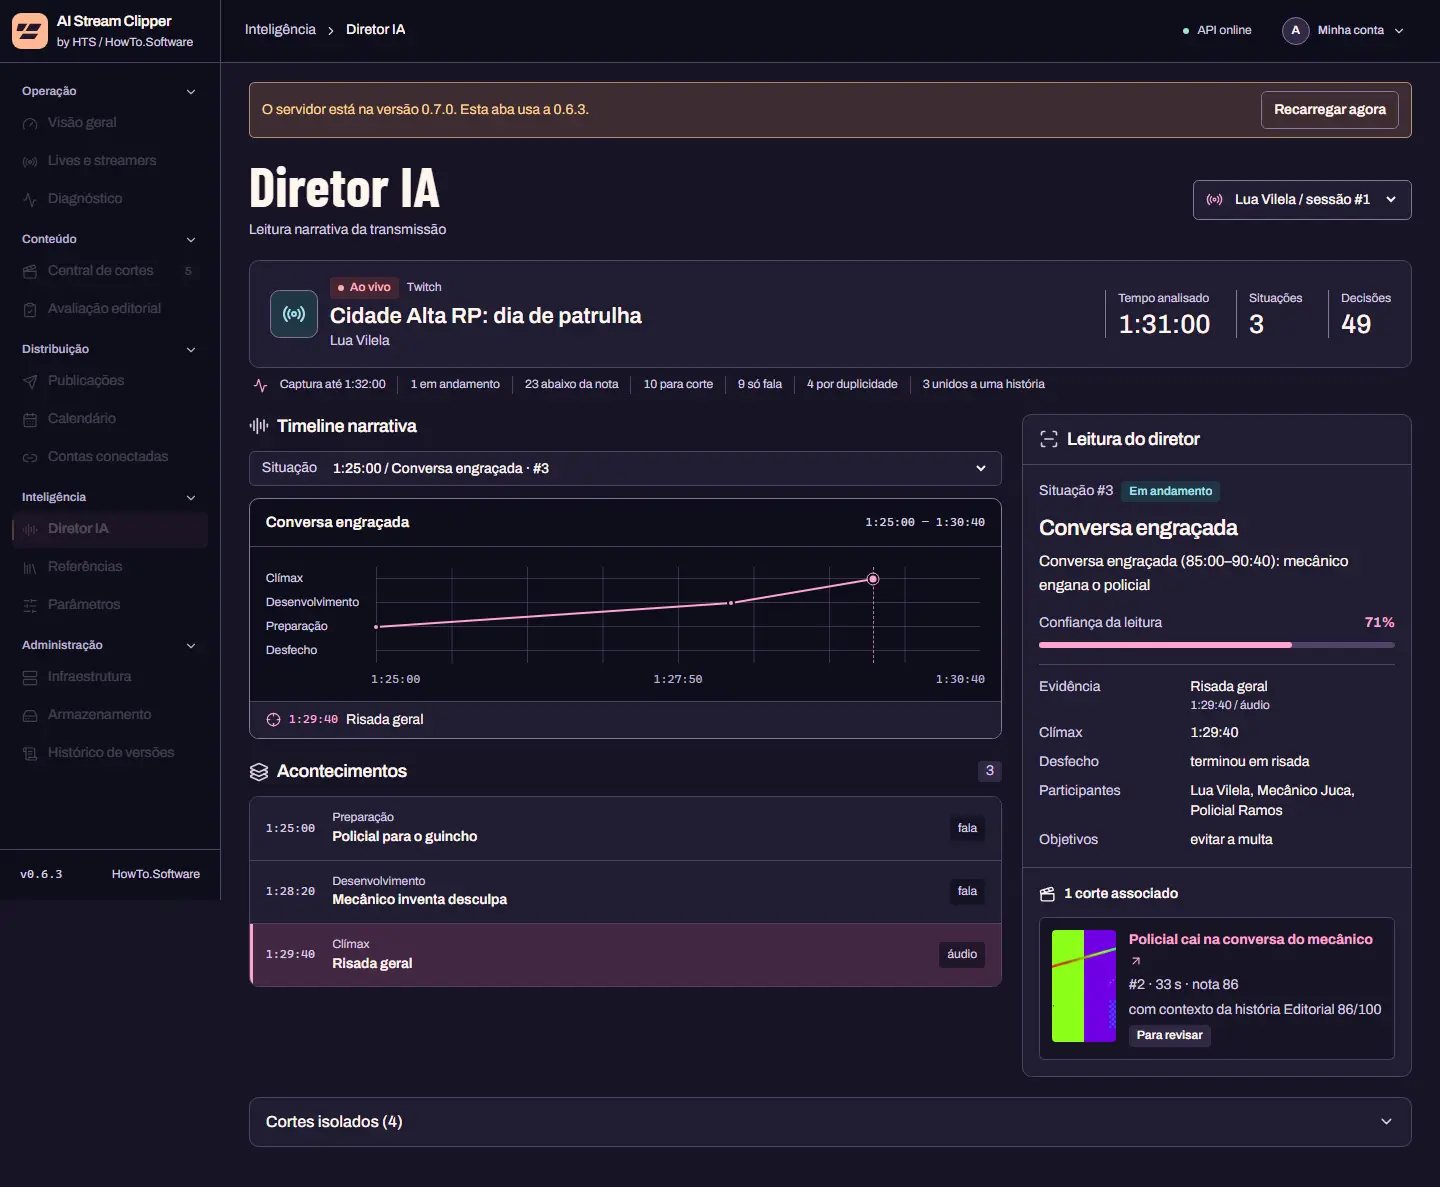 AI Stream Clipper
by HTS / HowTo.Software
Inteligência > Diretor IA
API online
A
Minha conta
Operação
Visão geral
Lives e streamers
Diagnóstico
Conteúdo
Central de cortes 5
Avaliação editorial
Distribuição
Publicações
Calendário
Contas conectadas
Inteligência
Diretor IA
Referências
Parâmetros
Administração
Infraestrutura
Armazenamento
Histórico de versões
v0.6.3
HowTo.Software
O servidor está na versão 0.7.0. Esta aba usa a 0.6.3.
Recarregar agora
Diretor IA
Leitura narrativa da transmissão
Lua Vilela / sessão #1
Ao vivo Twitch
Cidade Alta RP: dia de patrulha
Lua Vilela
Tempo analisado
1:31:00
Situações
3
Decisões
49
Captura até 1:32:00
1 em andamento
23 abaixo da nota
10 para corte
9 só fala
4 por duplicidade
3 unidos a uma história
Timeline narrativa
Situação 1:25:00 / Conversa engraçada · #3
Conversa engraçada
1:25:00 – 1:30:40
Clímax
Desenvolvimento
Preparação
Desfecho
1:25:00 1:27:50 1:30:40
1:29:40 Risada geral
Acontecimentos
3
1:25:00
Preparação
Policial para o guincho
fala
1:28:20
Desenvolvimento
Mecânico inventa desculpa
fala
1:29:40
Clímax
Risada geral
áudio
Leitura do diretor
Situação #3 Em andamento
Conversa engraçada
Conversa engraçada (85:00–90:40): mecânico
engana o policial
Confiança da leitura 71%
Evidência Risada geral
1:29:40 / áudio
Clímax 1:29:40
Desfecho terminou em risada
Participantes Lua Vilela, Mecânico Juca,
Policial Ramos
Objetivos evitar a multa
1 corte associado
Policial cai na conversa do mecânico
#2 · 33 s · nota 86
com contexto da história Editorial 86/100
Para revisar
Cortes isolados (4)